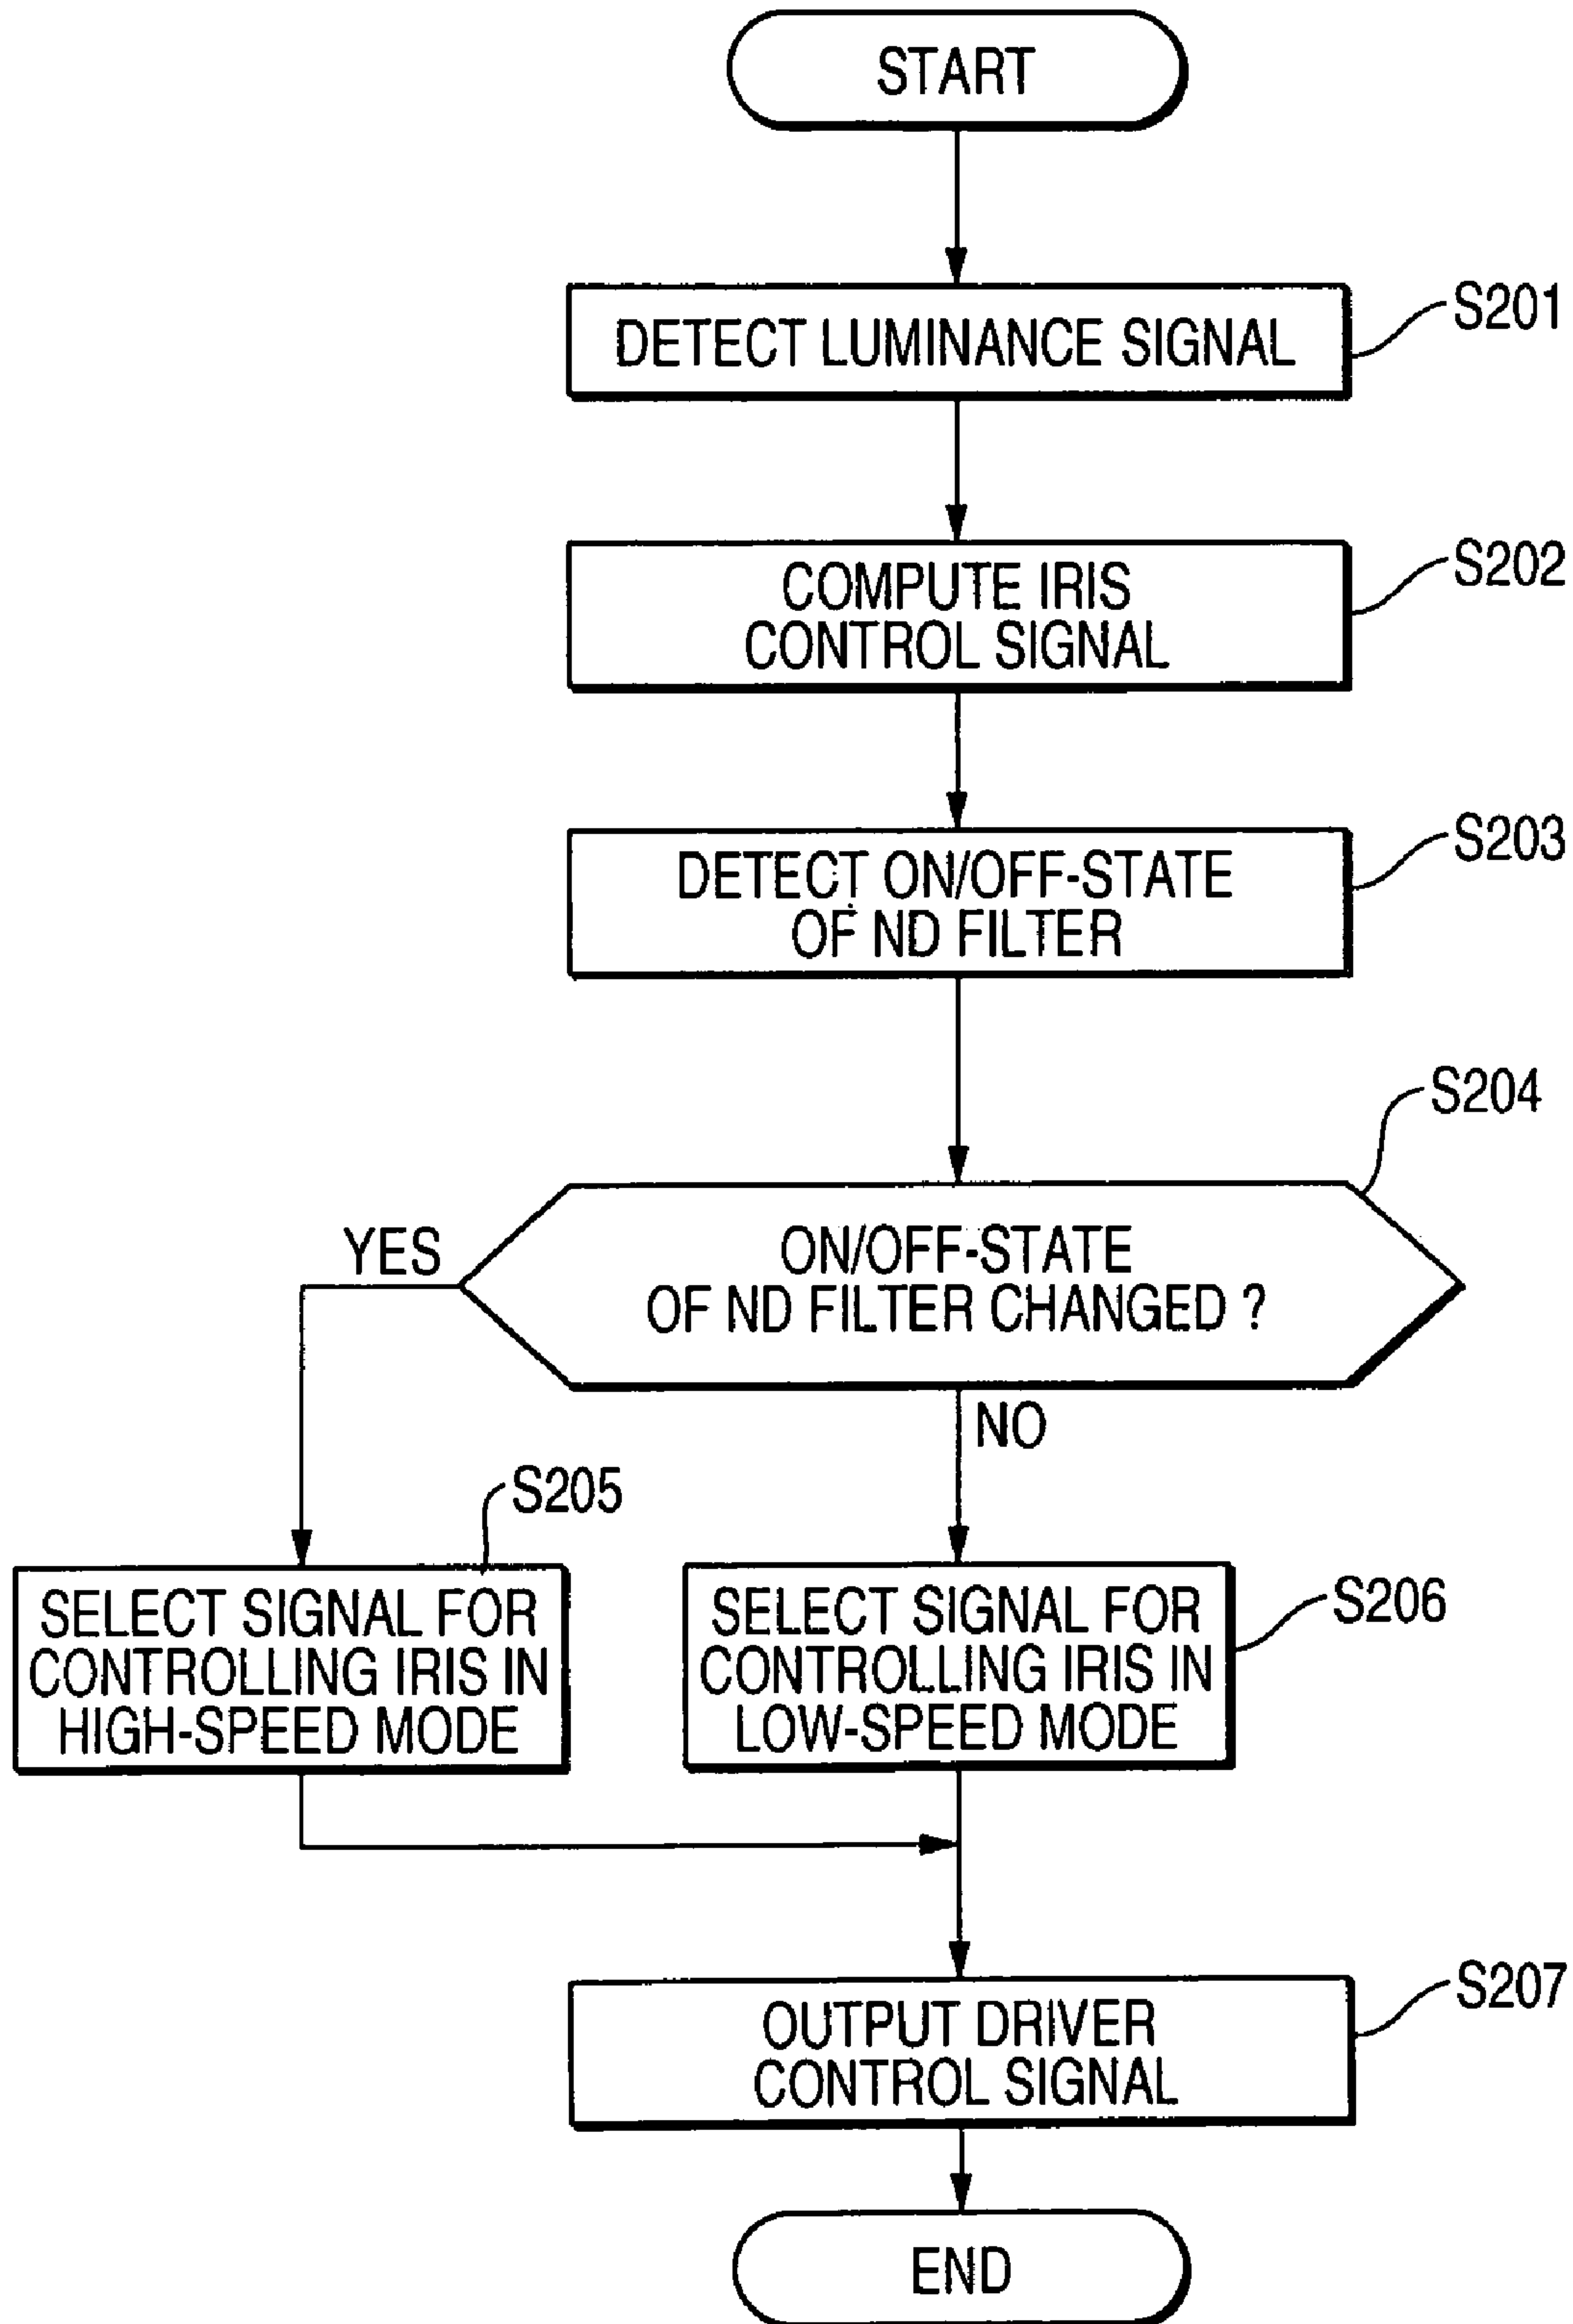 START
DETECT LUMINANCE SIGNAL
S201
COMPUTE IRIS
CONTROL SIGNAL
S202
DETECT ON/OFF-STATE
OF ND FILTER
S203
S204
ON/OFF-STATE
OF ND FILTER CHANGED ?
YES
NO
S205
SELECT SIGNAL FOR
CONTROLLING IRIS IN
HIGH-SPEED MODE
SELECT SIGNAL FOR
CONTROLLING IRIS IN
LOW-SPEED MODE
S206
OUTPUT DRIVER
CONTROL SIGNAL
S207
END